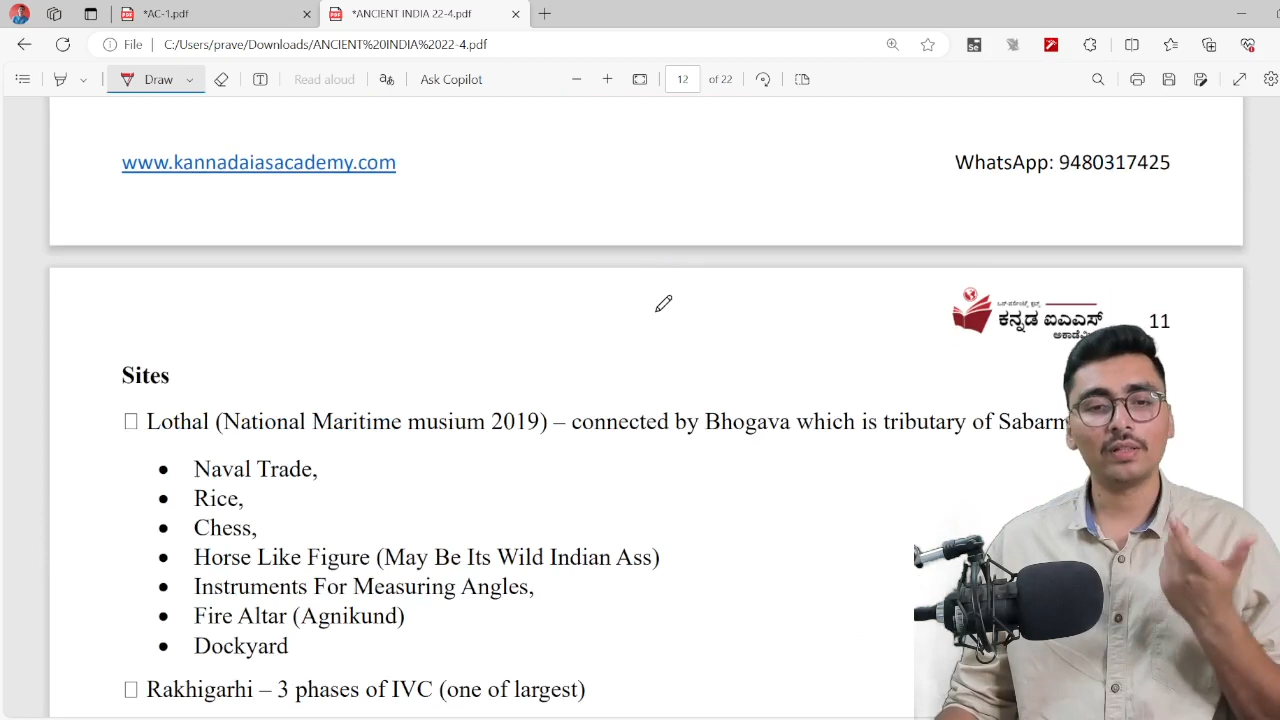 *AC-1.pdf
*ANCIENT INDIA 22-4.pdf
File
C:/Users/prave/Downloads/ANCIENT%20INDIA%2022-4.pdf
Se
Draw
Read aloud
Ask Copilot
12 of 22
www.kannadaiasacademy.com
WhatsApp: 9480317425
ಕನ್ನಡ ಐಎಎಸ್
11
Sites
Lothal (National Maritime musium 2019) – connected by Bhogava which is tributary of Sabarm
• Naval Trade,
• Rice,
• Chess,
• Horse Like Figure (May Be Its Wild Indian Ass)
• Instruments For Measuring Angles,
• Fire Altar (Agnikund)
• Dockyard
Rakhigarhi – 3 phases of IVC (one of largest)